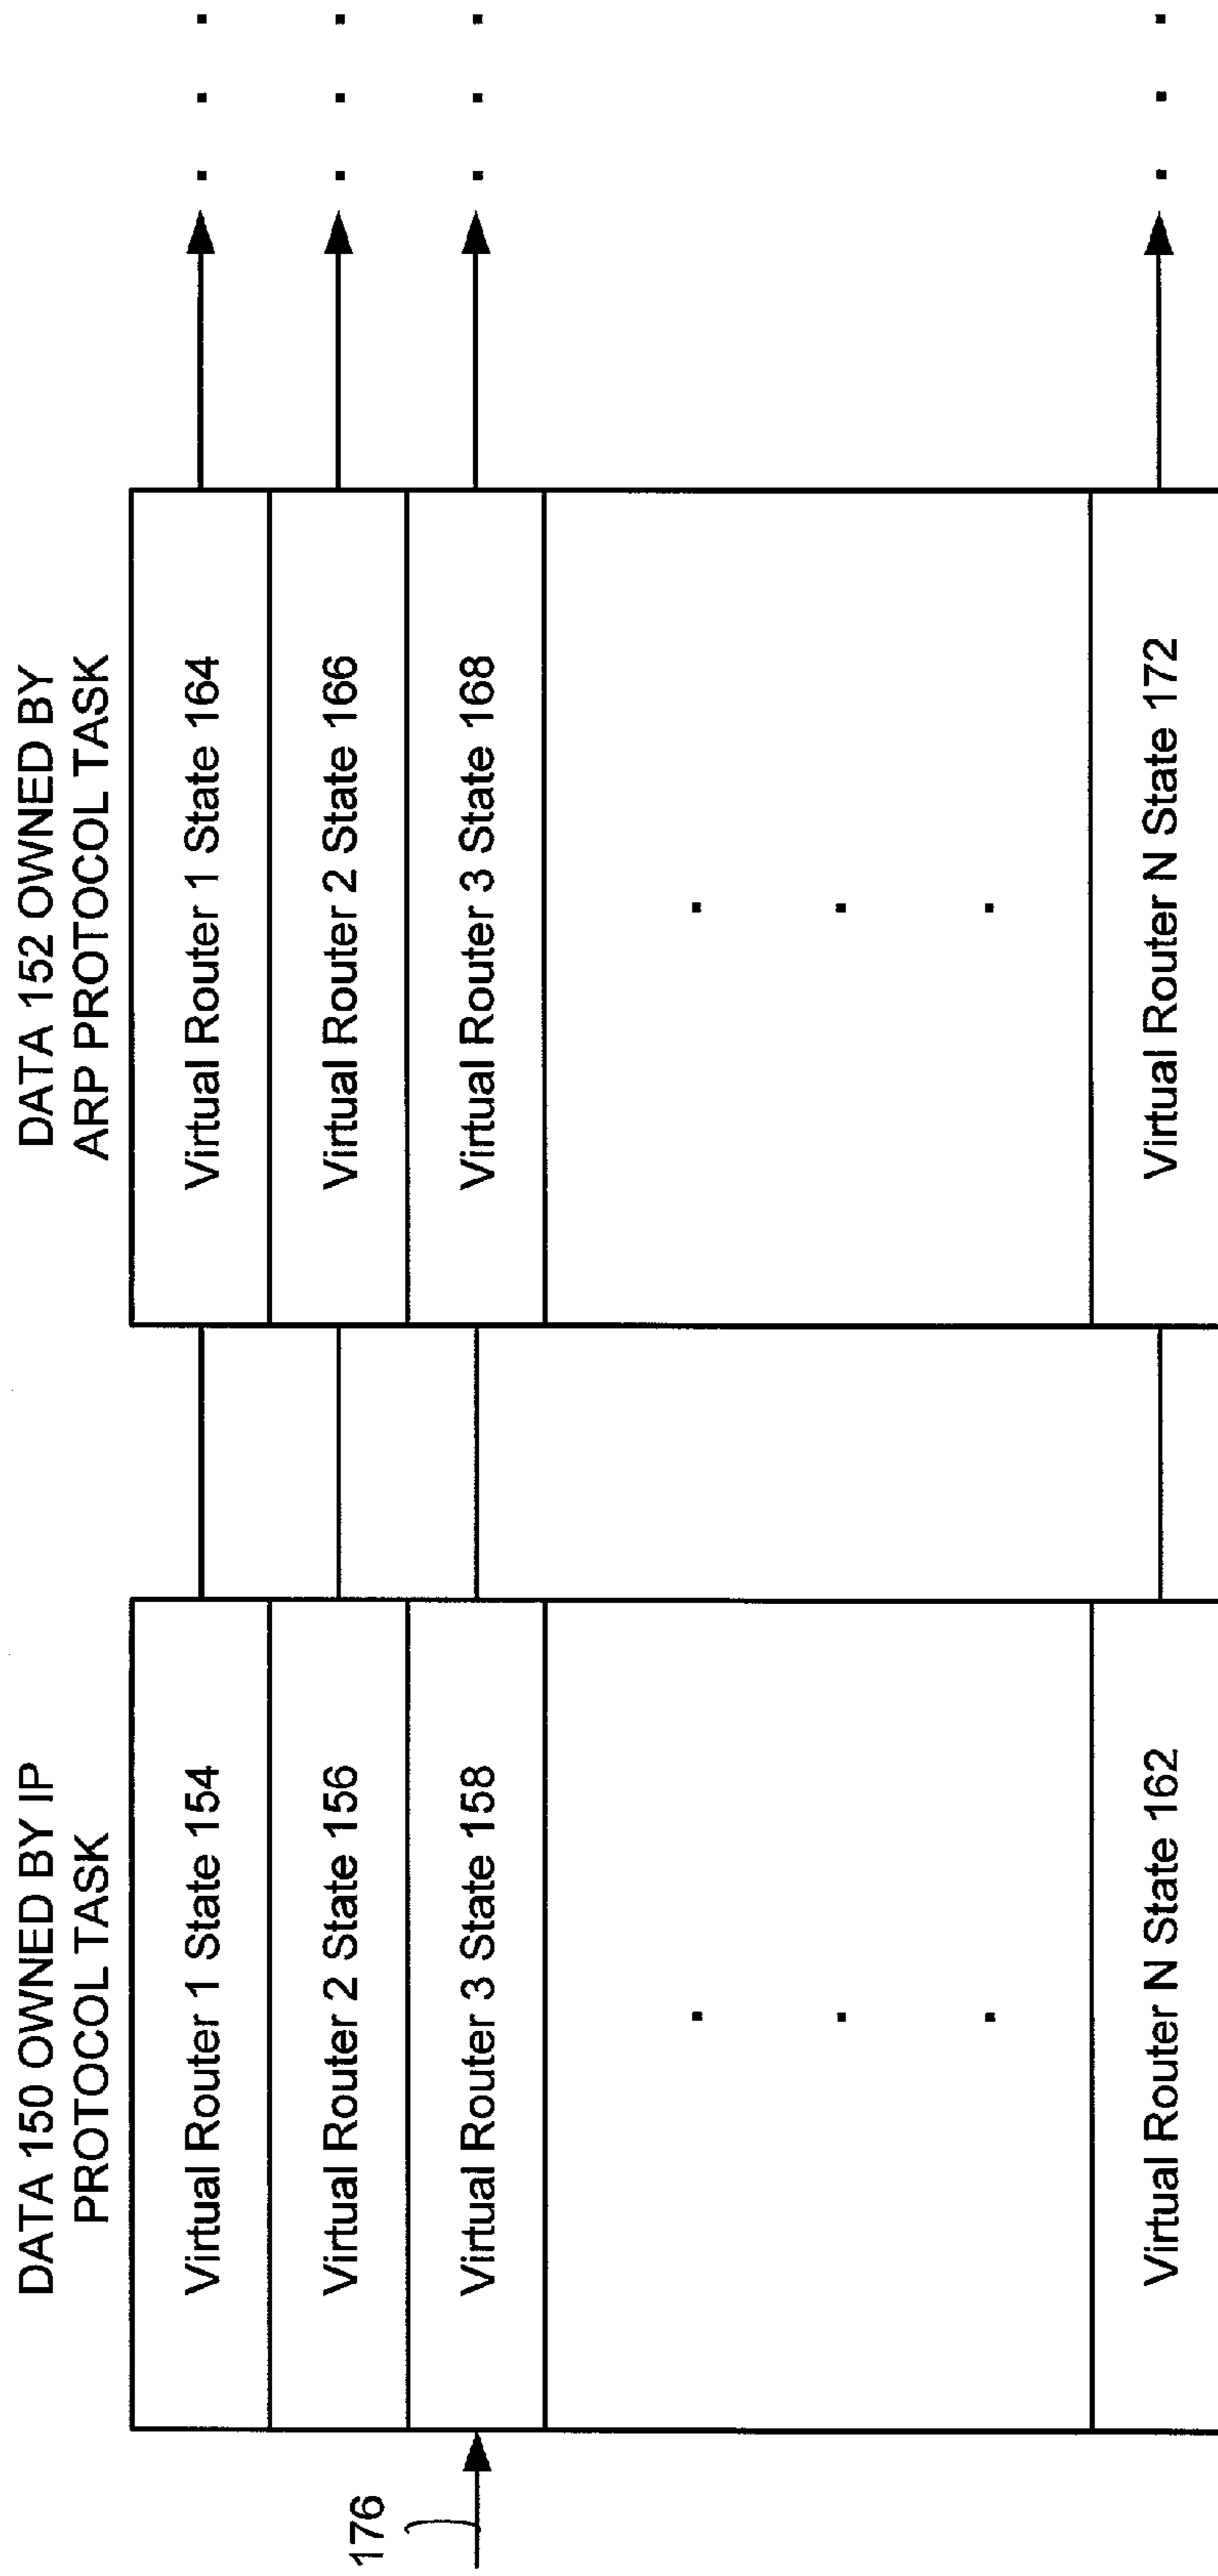 DATA 150 OWNED BY IP
PROTOCOL TASK
Virtual Router 1 State 154
Virtual Router 2 State 156
Virtual Router 3 State 158
Virtual Router N State 162
176
DATA 152 OWNED BY
ARP PROTOCOL TASK
Virtual Router 1 State 164
Virtual Router 2 State 166
Virtual Router 3 State 168
Virtual Router N State 172